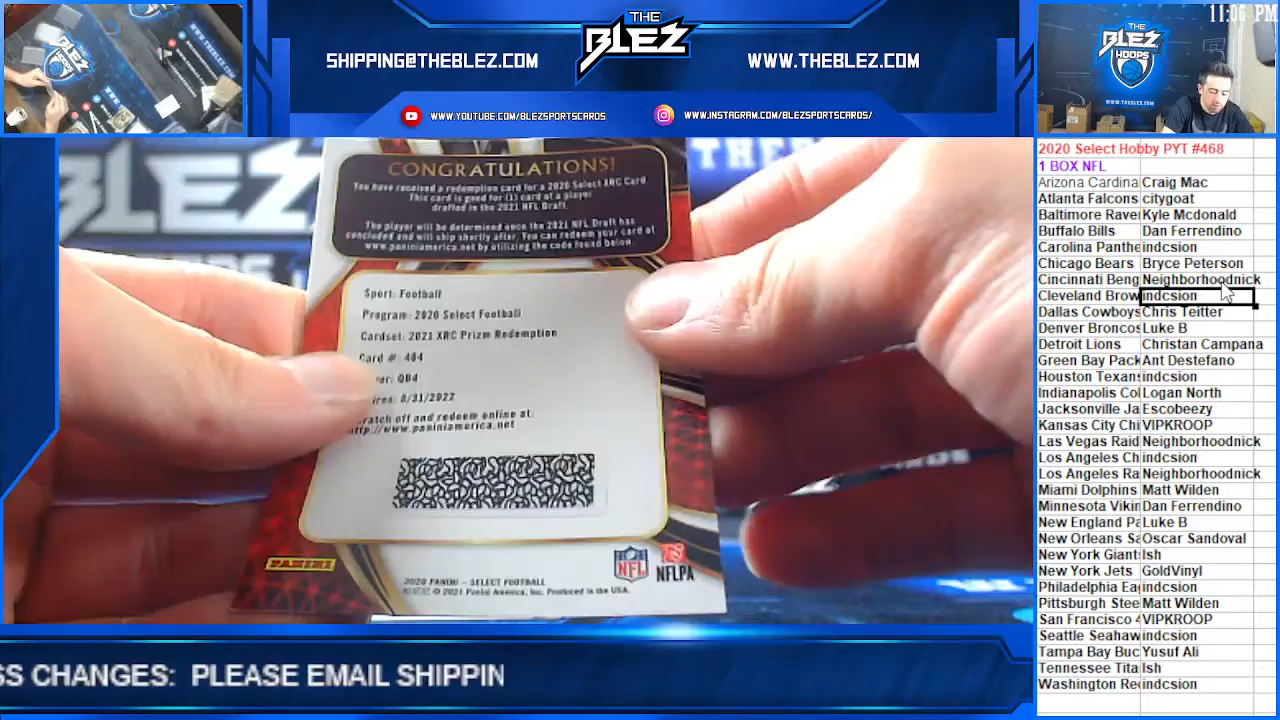 11:06 PM
THE
BLEZ
SHIPPING@THEBLEZ.COM
WWW.THEBLEZ.COM
WWW.YOUTUBE.COM/BLEZSPORTSCARDS
WWW.INSTAGRAM.COM/BLEZSPORTSCARDS/
THE
BLEZ
HOOPS
CONGRATULATIONS!
You have received a redemption card for a 2020 Select XRC Card
This card is good for (1) card of a player
drafted in the 2021 NFL Draft.
The player will be determined once the 2021 NFL Draft has
concluded and will ship shortly after. You can redeem your card at
www.paniniamerica.net by utilizing the code found below.
Sport: Football
Program: 2020 Select Football
Cardset: 2021 XRC Prizm Redemption
Card #: 404
er: QB4
ires: 8/31/2022
ratch off and redeem online at:
http://www.paniniamerica.net
PANINI
NFL
NFLPA
2020 PANINI – SELECT FOOTBALL
© 2021 Panini America, Inc. Produced in the USA.
2020 Select Hobby PYT #468
1 BOX NFL
Arizona Cardina Craig Mac
Atlanta Falcons citygoat
Baltimore Rave Kyle Mcdonald
Buffalo Bills Dan Ferrendino
Carolina Panthe indcsion
Chicago Bears Bryce Peterson
Cincinnati Beng Neighborhoodnick
Cleveland Brow indcsion
Dallas Cowboys Chris Teitter
Denver Broncos Luke B
Detroit Lions Christan Campana
Green Bay Pack Ant Destefano
Houston Texans indcsion
Indianapolis Col Logan North
Jacksonville Ja Escobeezy
Kansas City Chi VIPKROOP
Las Vegas Raid Neighborhoodnick
Los Angeles Ch indcsion
Los Angeles Ra Neighborhoodnick
Miami Dolphins Matt Wilden
Minnesota Vikin Dan Ferrendino
New England Pa Luke B
New Orleans Sa Oscar Sandoval
New York Giant Ish
New York Jets GoldVinyl
Philadelphia Ea indcsion
Pittsburgh Stee Matt Wilden
San Francisco 4 VIPKROOP
Seattle Seahaw indcsion
Tampa Bay Buc Yusuf Ali
Tennessee Tita Ish
Washington Re indcsion
SS CHANGES: PLEASE EMAIL SHIPPIN